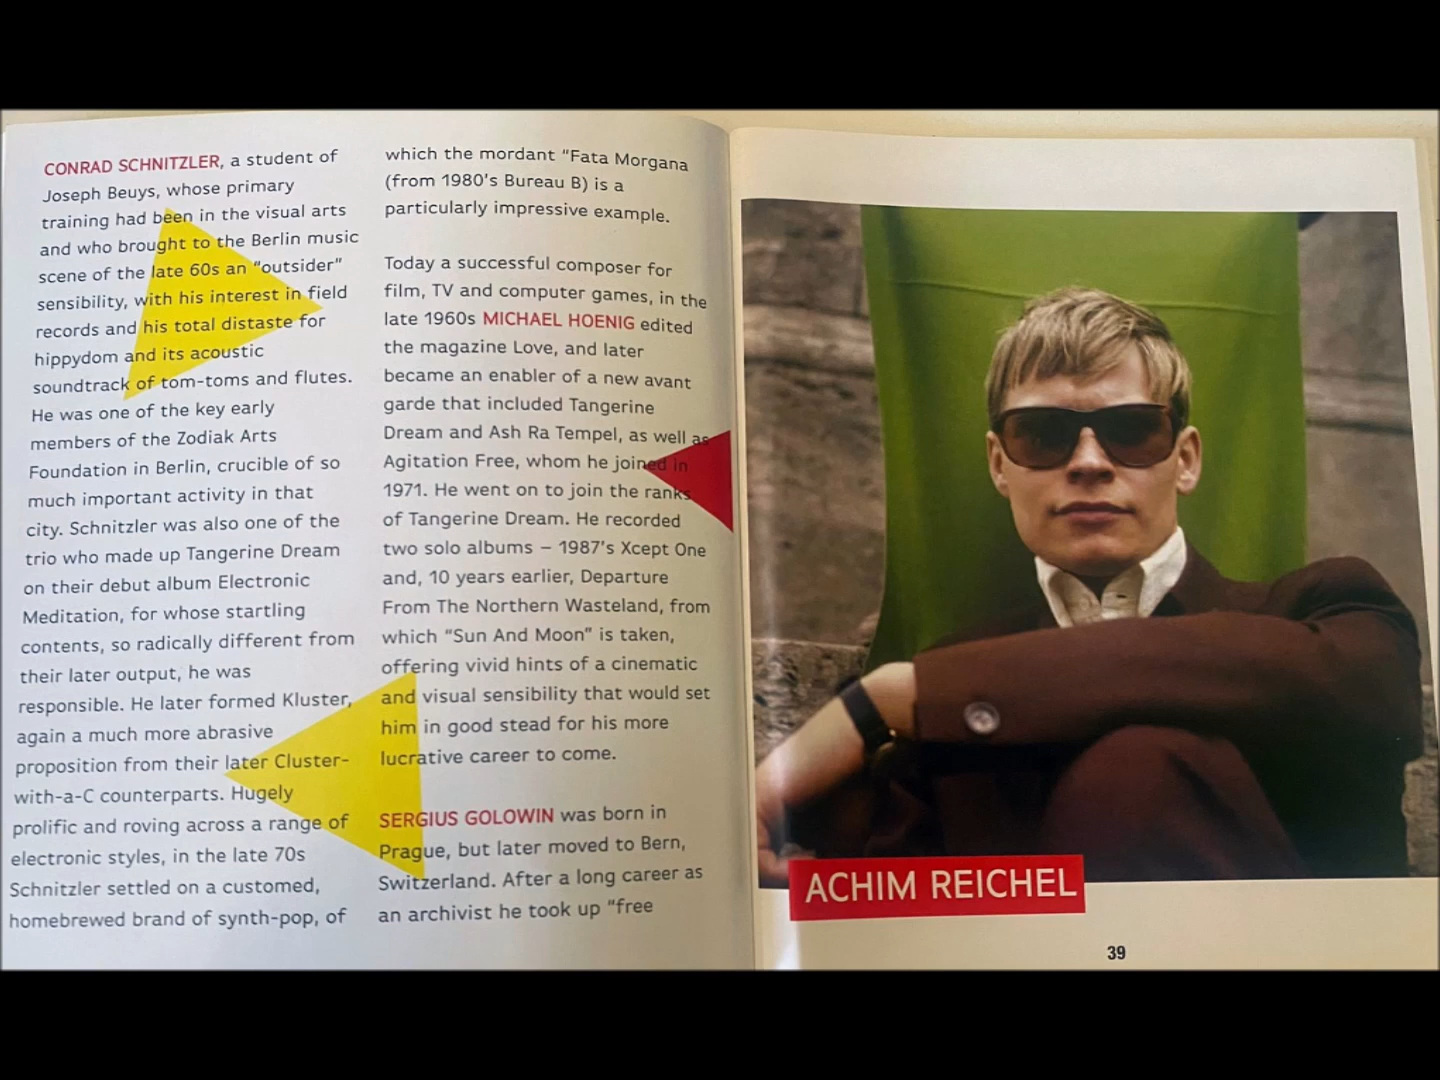 CONRAD SCHNITZLER, a student of
Joseph Beuys, whose primary
training had been in the visual arts
and who brought to the Berlin music
scene of the late 60s an "outsider"
sensibility, with his interest in field
records and his total distaste for
hippydom and its acoustic
soundtrack of tom-toms and flutes.
He was one of the key early
members of the Zodiak Arts
Foundation in Berlin, crucible of so
much important activity in that
city. Schnitzler was also one of the
trio who made up Tangerine Dream
on their debut album Electronic
Meditation, for whose startling
contents, so radically different from
their later output, he was
responsible. He later formed Kluster,
again a much more abrasive
proposition from their later Cluster-
with-a-C counterparts. Hugely
prolific and roving across a range of
electronic styles, in the late 70s
Schnitzler settled on a customed,
homebrewed brand of synth-pop, of
which the mordant "Fata Morgana
(from 1980's Bureau B) is a
particularly impressive example.
Today a successful composer for
film, TV and computer games, in the
late 1960s MICHAEL HOENIG edited
the magazine Love, and later
became an enabler of a new avant
garde that included Tangerine
Dream and Ash Ra Tempel, as well as
Agitation Free, whom he joined in
1971. He went on to join the ranks
of Tangerine Dream. He recorded
two solo albums – 1987's Xcept One
and, 10 years earlier, Departure
From The Northern Wasteland, from
which "Sun And Moon" is taken,
offering vivid hints of a cinematic
and visual sensibility that would set
him in good stead for his more
lucrative career to come.
SERGIUS GOLOWIN was born in
Prague, but later moved to Bern,
Switzerland. After a long career as
an archivist he took up "free
ACHIM REICHEL
39